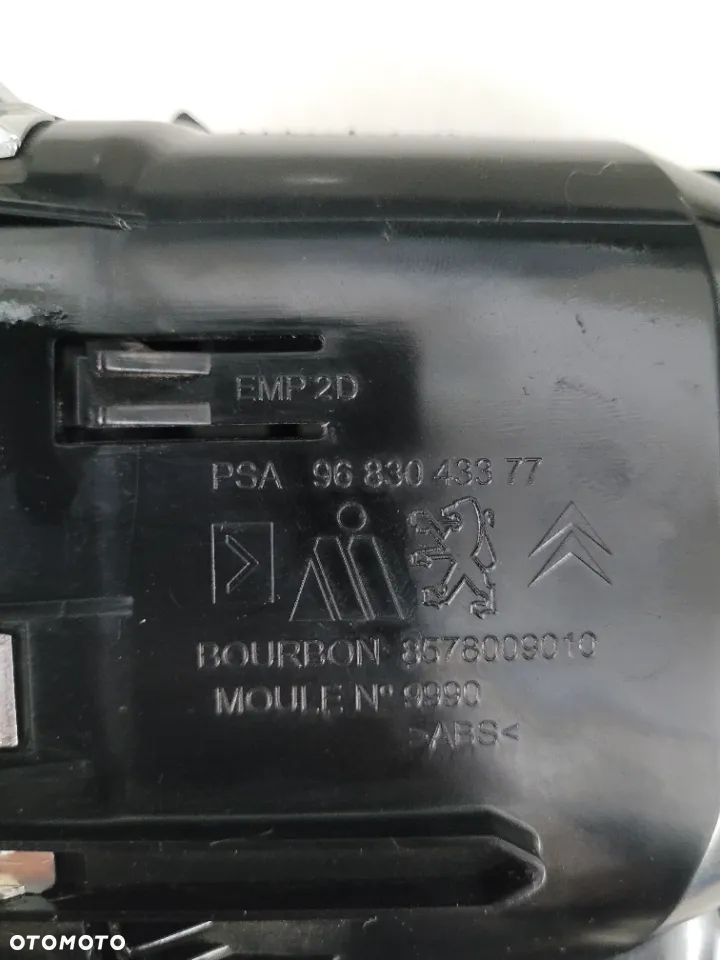 EMP 2D
PSA 96 830 433 77
BOURBON 8578009010
MOULE Nº 9990
>ABS<
OTOMOTO